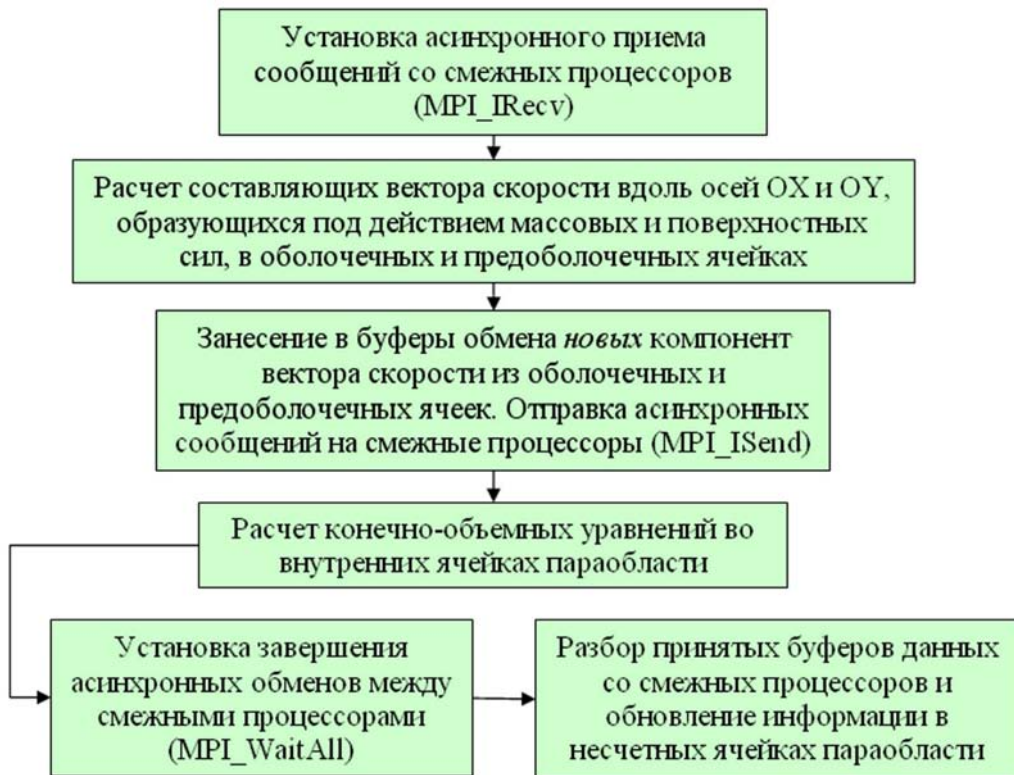 Установка асинхронного приема
сообщений со смежных процессоров
(MPI_IRecv)
Расчет составляющих вектора скорости вдоль осей OX и OY,
образующихся под действием массовых и поверхностных
сил, в оболочечных и предоболочечных ячейках
Занесение в буферы обмена новых компонент
вектора скорости из оболочечных и
предоболочечных ячеек. Отправка асинхронных
сообщений на смежные процессоры (MPI_ISend)
Расчет конечно-объемных уравнений во
внутренних ячейках параобласти
Установка завершения
асинхронных обменов между
смежными процессорами
(MPI_WaitAll)
Разбор принятых буферов данных
со смежных процессоров и
обновление информации в
несчетных ячейках параобласти